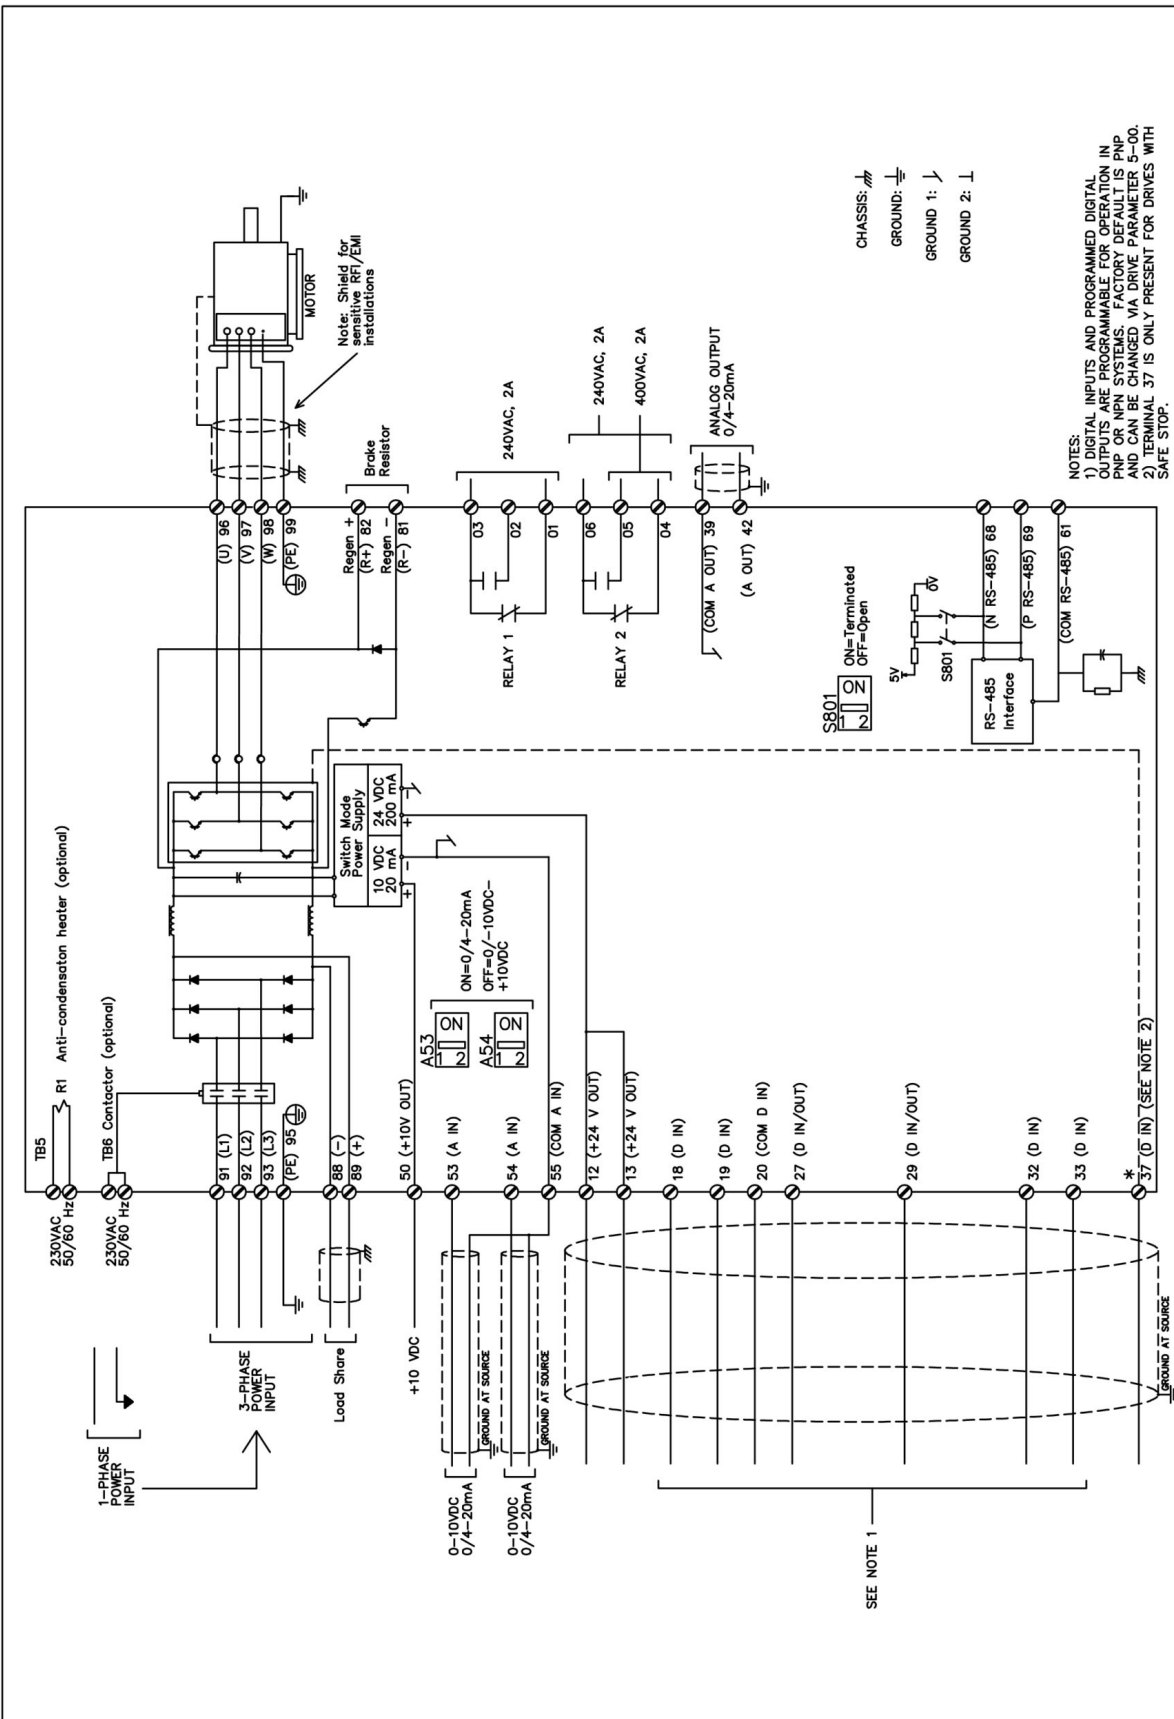 TB5
R1 Anti-condensaton heater (optional)
230VAC
50/60 Hz
TB6 Contactor (optional)
230VAC
50/60 Hz
1-PHASE
POWER
INPUT
3-PHASE
POWER
INPUT
91 (L1)
92 (L2)
93 (L3)
(PE) 95
88 (-)
89 (+)
Load Share
50 (+10V OUT)
+10 VDC
53 (A IN)
54 (A IN)
55 (COM A IN)
0-10VDC
0/4-20mA
GROUND AT SOURCE
0-10VDC
0/4-20mA
GROUND AT SOURCE
A53
ON
1 2
A54
ON
1 2
ON=0/4-20mA
OFF=0/-10VDC-
+10VDC
Switch Mode
Power Supply
10 VDC
20 mA
24 VDC
200 mA
+ - + -
12 (+24 V OUT)
13 (+24 V OUT)
18 (D IN)
19 (D IN)
20 (COM D IN)
27 (D IN/OUT)
29 (D IN/OUT)
32 (D IN)
33 (D IN)
*
37 (D IN) (SEE NOTE 2)
SEE NOTE 1
GROUND AT SOURCE
(U) 96
(V) 97
(W) 98
(PE) 99
MOTOR
Note: Shield for
sensitive RFI/EMI
installations
Regen +
(R+) 82
Regen -
(R-) 81
Brake
Resistor
RELAY 1
03
02
01
240VAC, 2A
RELAY 2
06
05
04
240VAC, 2A
400VAC, 2A
(COM A OUT) 39
(A OUT) 42
ANALOG OUTPUT
0/4-20mA
S801
ON
1 2
ON=Terminated
OFF=Open
5V
0V
S801
RS-485
Interface
(N RS-485) 68
(P RS-485) 69
(COM RS-485) 61
CHASSIS:
GROUND:
GROUND 1:
GROUND 2:
NOTES:
1) DIGITAL INPUTS AND PROGRAMMED DIGITAL
OUTPUTS ARE PROGRAMMABLE FOR OPERATION IN
PNP OR NPN SYSTEMS. FACTORY DEFAULT IS PNP
AND CAN BE CHANGED VIA DRIVE PARAMETER 5-00.
2) TERMINAL 37 IS ONLY PRESENT FOR DRIVES WITH
SAFE STOP.